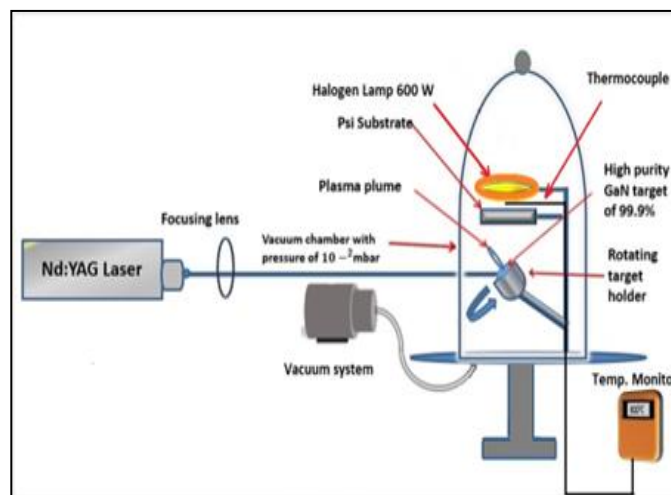 Halogen Lamp 600 W
Thermocouple
Psi Substrate
Plasma plume
High purity
GaN target
of 99.9%
Focusing lens
Vacuum chamber with
pressure of 10 −² mbar
Nd:YAG Laser
Rotating
target
holder
Vacuum system
Temp. Monito